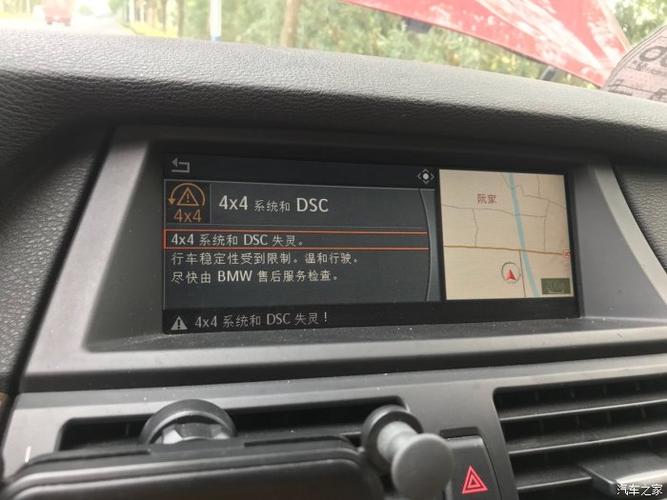 4x4 系统和 DSC
4x4
4x4 系统和 DSC 失灵。
行车稳定性受到限制。温和行驶。
尽快由 BMW 售后服务检查。
4x4 系统和 DSC 失灵！
阮家
汽车之家